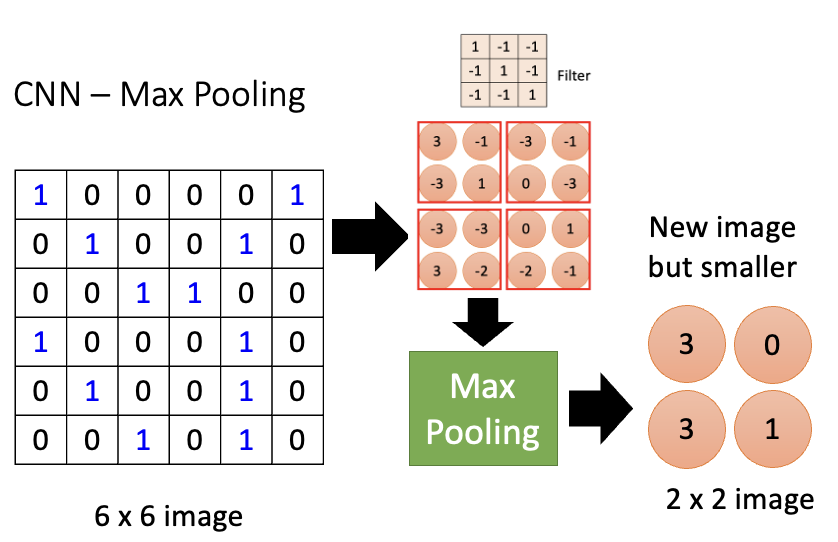 CNN – Max Pooling
1 -1 -1
-1 1 -1
-1 -1 1
Filter
1 0 0 0 0 1
0 1 0 0 1 0
0 0 1 1 0 0
1 0 0 0 1 0
0 1 0 0 1 0
0 0 1 0 1 0
6 x 6 image
3 -1 -3 -1
-3 1 0 -3
-3 -3 0 1
3 -2 -2 -1
Max
Pooling
New image
but smaller
3 0
3 1
2 x 2 image